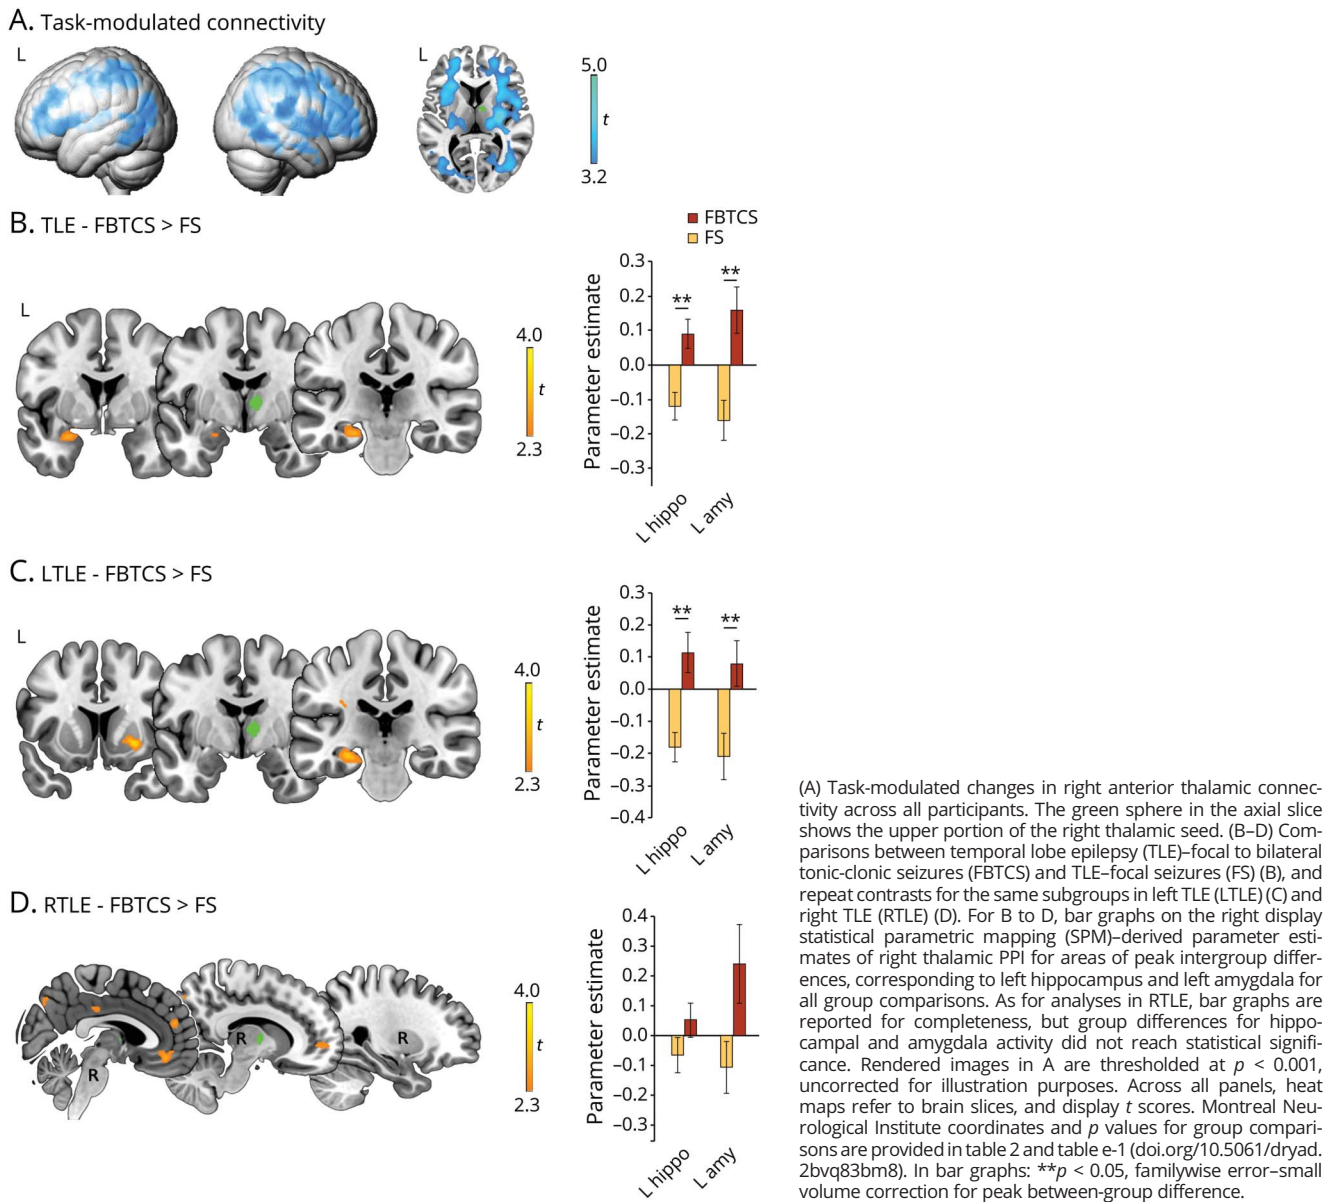 A. Task-modulated connectivity
L
L
5.0
t
3.2
B. TLE - FBTCS > FS
L
4.0
t
2.3
FBTCS
FS
Parameter estimate
0.3
0.2
0.1
0.0
−0.1
−0.2
−0.3
**
**
L hippo
L amy
C. LTLE - FBTCS > FS
L
4.0
t
2.3
Parameter estimate
0.3
0.2
0.1
0.0
−0.1
−0.2
−0.3
−0.4
**
**
L hippo
L amy
D. RTLE - FBTCS > FS
R
R
R
4.0
t
2.3
Parameter estimate
0.4
0.3
0.2
0.1
0.0
−0.1
−0.2
−0.3
L hippo
L amy
(A) Task-modulated changes in right anterior thalamic connec-
tivity across all participants. The green sphere in the axial slice
shows the upper portion of the right thalamic seed. (B–D) Com-
parisons between temporal lobe epilepsy (TLE)–focal to bilateral
tonic-clonic seizures (FBTCS) and TLE–focal seizures (FS) (B), and
repeat contrasts for the same subgroups in left TLE (LTLE) (C) and
right TLE (RTLE) (D). For B to D, bar graphs on the right display
statistical parametric mapping (SPM)–derived parameter esti-
mates of right thalamic PPI for areas of peak intergroup differ-
ences, corresponding to left hippocampus and left amygdala for
all group comparisons. As for analyses in RTLE, bar graphs are
reported for completeness, but group differences for hippo-
campal and amygdala activity did not reach statistical signifi-
cance. Rendered images in A are thresholded at p < 0.001,
uncorrected for illustration purposes. Across all panels, heat
maps refer to brain slices, and display t scores. Montreal Neu-
rological Institute coordinates and p values for group compari-
sons are provided in table 2 and table e-1 (doi.org/10.5061/dryad.
2bvq83bm8). In bar graphs: **p < 0.05, familywise error–small
volume correction for peak between-group difference.